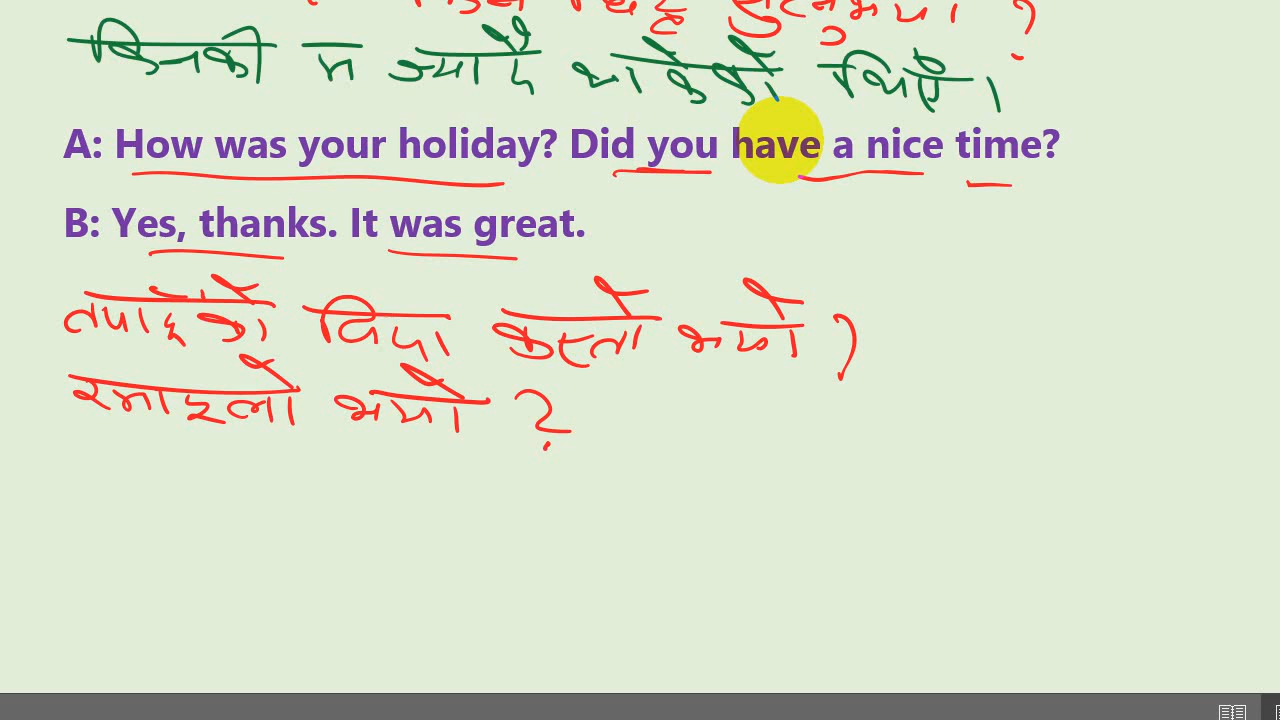 किनकी म ज्यादै थाकेको थिएँ।
A: How was your holiday? Did you have a nice time?
B: Yes, thanks. It was great.
तपाइको विदा कस्तो भयो?
रमाइलो भयो ?